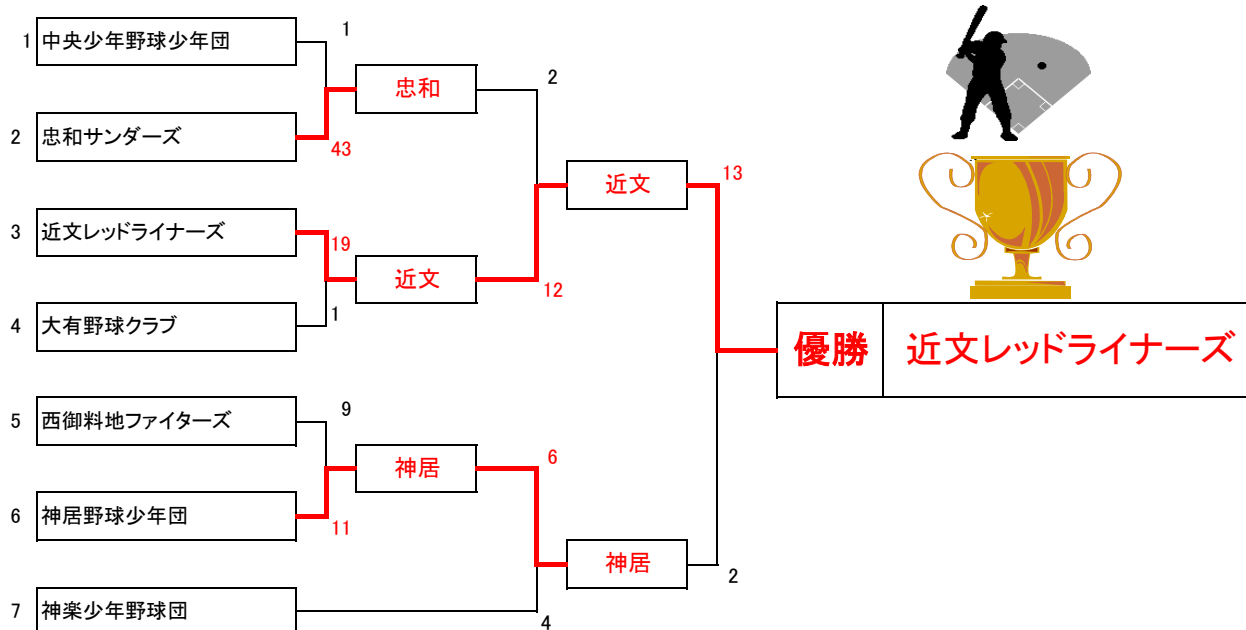 1 中央少年野球少年団
1
忠和
2
2 忠和サンダーズ
43
近文
13
3 近文レッドライナーズ
19
近文
12
4 大有野球クラブ
1
優勝 近文レッドライナーズ
5 西御料地ファイターズ
9
神居
6
6 神居野球少年団
11
神居
2
7 神楽少年野球団
4